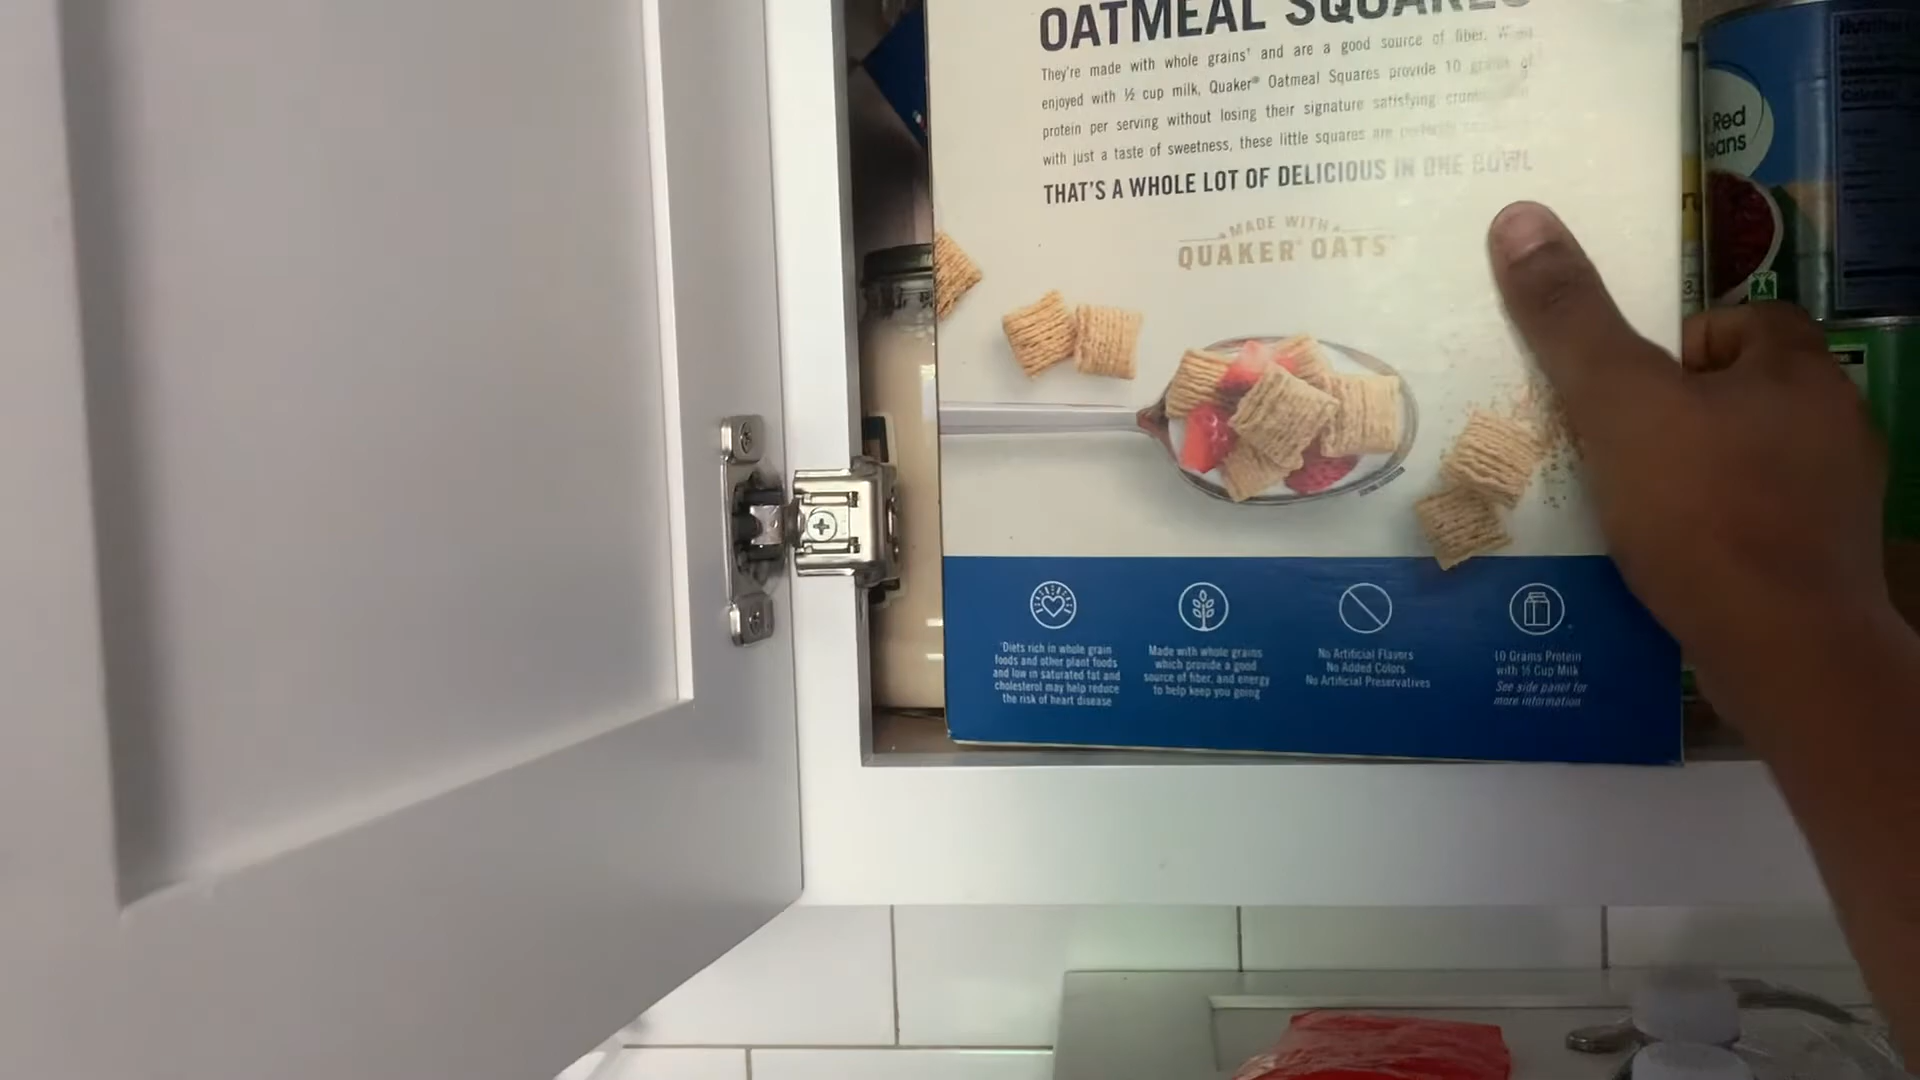 OATMEAL SQUARES
They're made with whole grains† and are a good source of fiber. When
enjoyed with ½ cup milk, Quaker® Oatmeal Squares provide 10 grams of
protein per serving without losing their signature satisfying crunch
with just a taste of sweetness, these little squares are perfectly
THAT'S A WHOLE LOT OF DELICIOUS IN ONE BOWL
MADE WITH
QUAKER® OATS
Red
eans
Diets rich in whole grain
foods and other plant foods
and low in saturated fat and
cholesterol may help reduce
the risk of heart disease
Made with whole grains
which provide a good
source of fiber, and energy
to help keep you going
No Artificial Flavors
No Added Colors
No Artificial Preservatives
10 Grams Protein
with ½ Cup Milk
See side panel for
more information